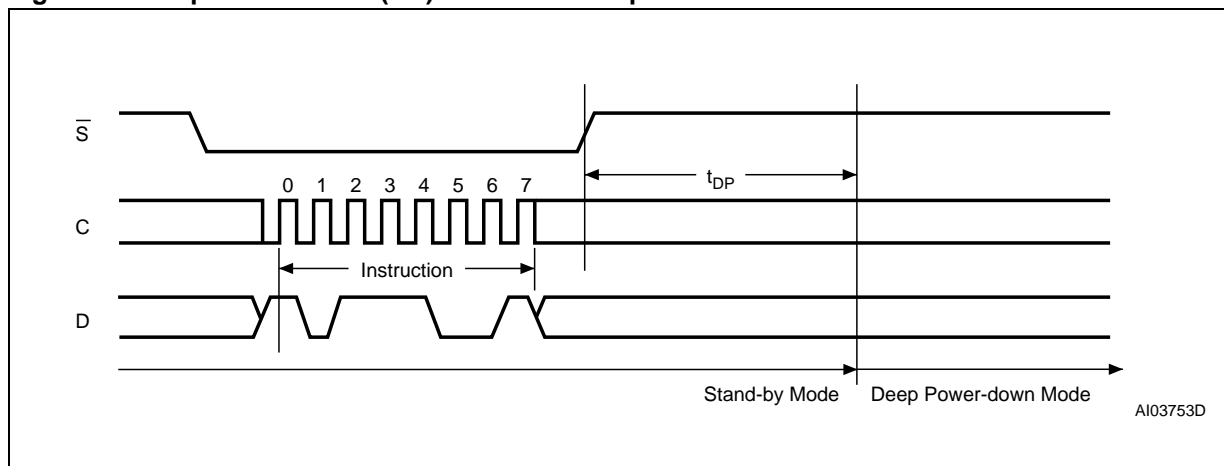 S
0 1 2 3 4 5 6 7
tDP
C
Instruction
D
Stand-by Mode Deep Power-down Mode
AI03753D